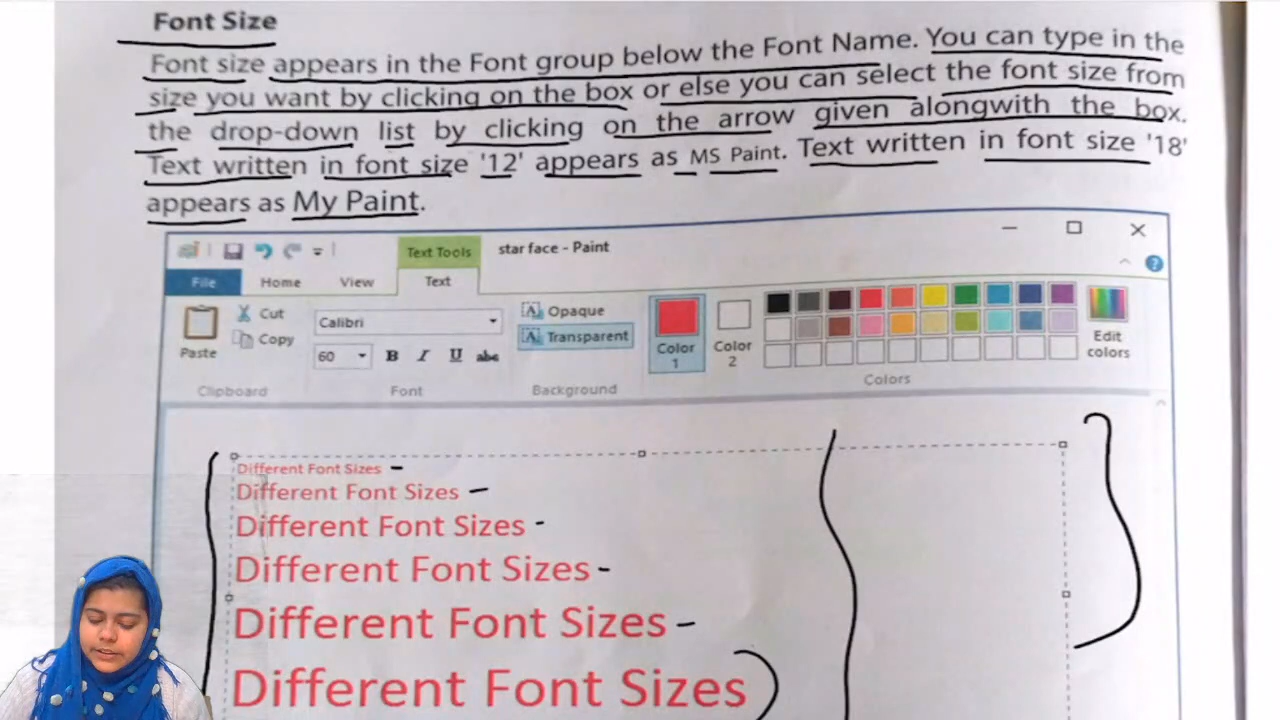 Font Size
Font size appears in the Font group below the Font Name. You can type in the
size you want by clicking on the box or else you can select the font size from
the drop-down list by clicking on the arrow given alongwith the box.
Text written in font size '12' appears as MS Paint. Text written in font size '18'
appears as My Paint.
Text Tools star face - Paint
File Home View Text
Paste Cut Copy
Calibri
60 B I U abc
Opaque
Transparent
Color 1
Color 2
Edit colors
Clipboard Font Background Colors
Different Font Sizes
Different Font Sizes
Different Font Sizes
Different Font Sizes
Different Font Sizes
Different Font Sizes